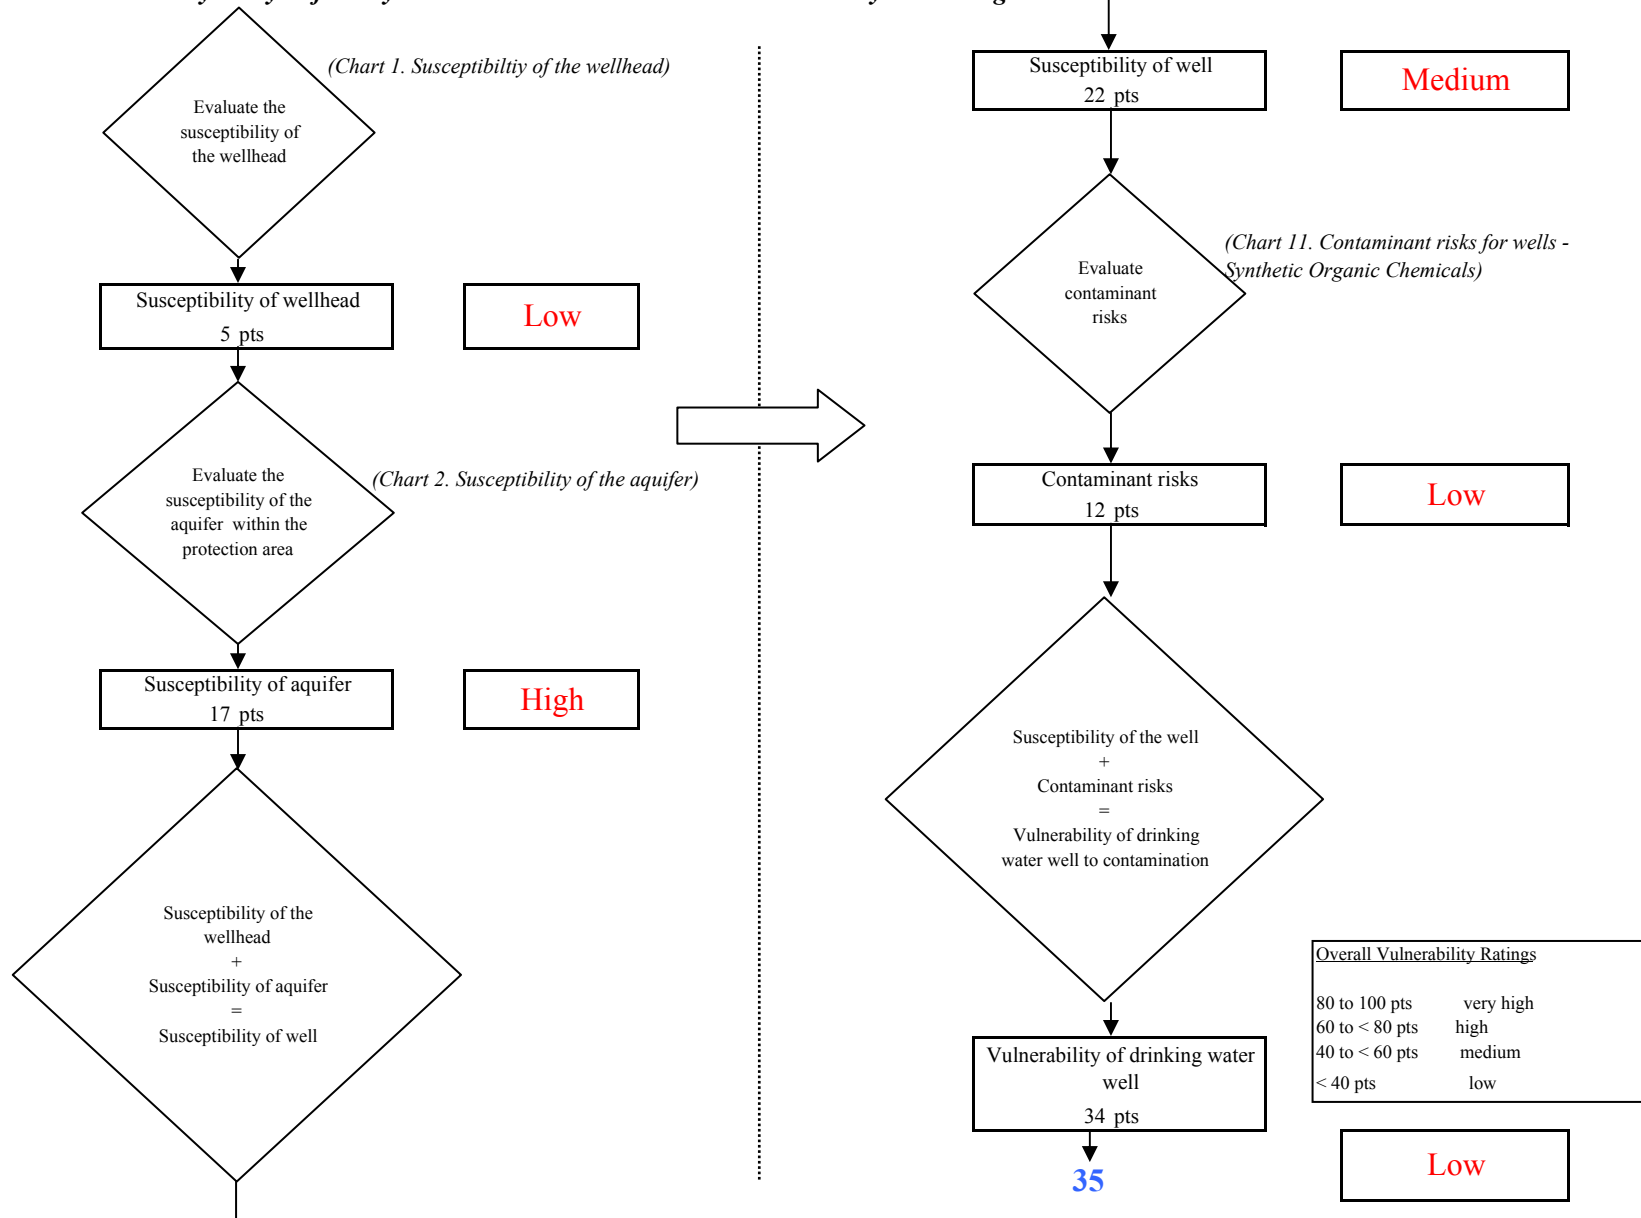 (Chart 1. Susceptibiltiy of the wellhead)
Evaluate the
susceptibility of
the wellhead
Susceptibility of wellhead
5 pts
Low
Evaluate the
susceptibility of the
aquifer within the
protection area
(Chart 2. Susceptibility of the aquifer)
Susceptibility of aquifer
17 pts
High
Susceptibility of the
wellhead
+
Susceptibility of aquifer
=
Susceptibility of well
Susceptibility of well
22 pts
Medium
Evaluate
contaminant
risks
(Chart 11. Contaminant risks for wells -
Synthetic Organic Chemicals)
Contaminant risks
12 pts
Low
Susceptibility of the well
+
Contaminant risks
=
Vulnerability of drinking
water well to contamination
Vulnerability of drinking water
well
34 pts
35
Overall Vulnerability Ratings
80 to 100 pts very high
60 to < 80 pts high
40 to < 60 pts medium
< 40 pts low
Low